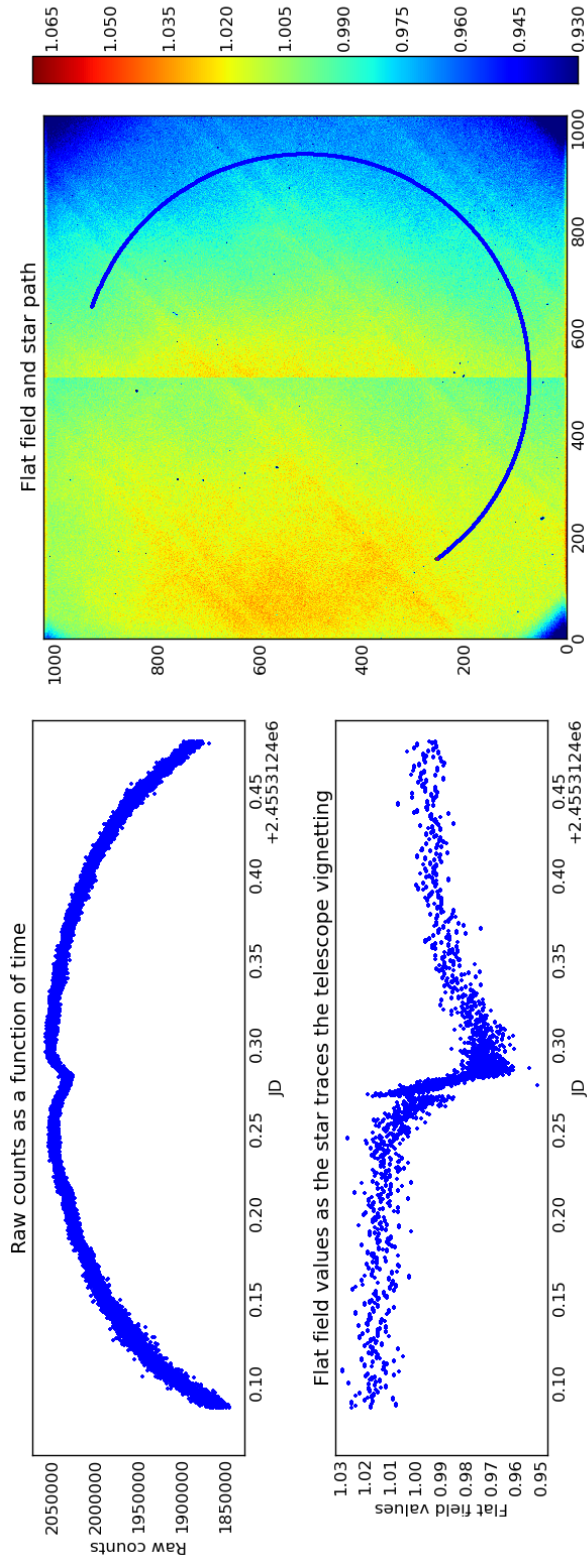 Raw counts as a function of time
Raw counts
2050000
2000000
1950000
1900000
1850000
0.10 0.15 0.20 0.25 0.30 0.35 0.40 0.45
JD
+2.4553124e6
Flat field values as the star traces the telescope vignetting
Flat field values
1.03
1.02
1.01
1.00
0.99
0.98
0.97
0.96
0.95
0.10 0.15 0.20 0.25 0.30 0.35 0.40 0.45
JD
+2.4553124e6
Flat field and star path
1000
800
600
400
200
0
0 200 400 600 800 1000
1.065
1.050
1.035
1.020
1.005
0.990
0.975
0.960
0.945
0.930